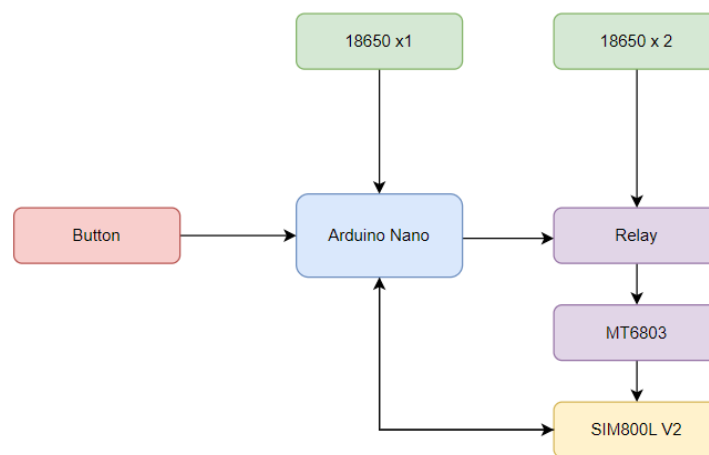 18650 x1
18650 x 2
Button
Arduino Nano
Relay
MT6803
SIM800L V2